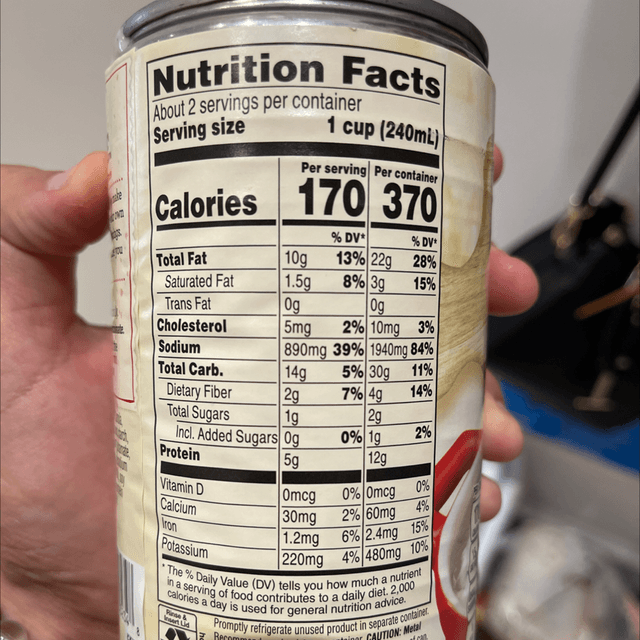 Nutrition Facts
About 2 servings per container
Serving size 1 cup (240mL)
Per serving Per container
Calories 170 370
% DV* % DV*
Total Fat 10g 13% 22g 28%
Saturated Fat 1.5g 8% 3g 15%
Trans Fat 0g 0g
Cholesterol 5mg 2% 10mg 3%
Sodium 890mg 39% 1940mg 84%
Total Carb. 14g 5% 30g 11%
Dietary Fiber 2g 7% 4g 14%
Total Sugars 1g 2g
Incl. Added Sugars 0g 0% 1g 2%
Protein 5g 12g
Vitamin D 0mcg 0% 0mcg 0%
Calcium 30mg 2% 60mg 4%
Iron 1.2mg 6% 2.4mg 15%
Potassium 220mg 4% 480mg 10%
* The % Daily Value (DV) tells you how much a nutrient
in a serving of food contributes to a daily diet. 2,000
calories a day is used for general nutrition advice.
Rinse &
Insert Lid
Promptly refrigerate unused product in separate container.
CAUTION: Metal